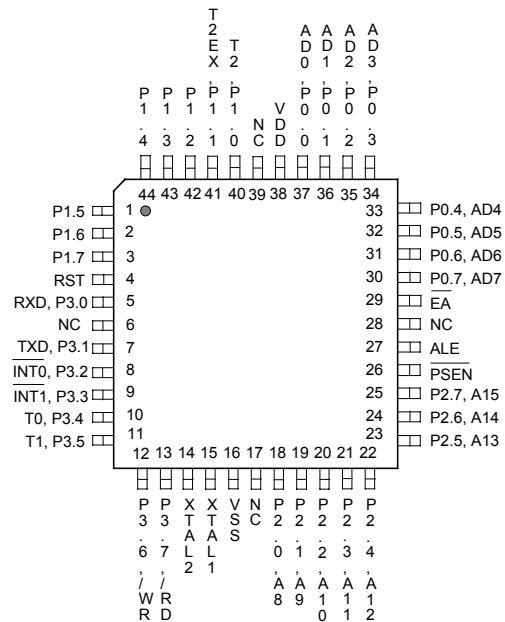 P1.4
P1.3
P1.2
T2EX,P1.1
T2,P1.0
NC
VDD
AD0,P0.0
AD1,P0.1
AD2,P0.2
AD3,P0.3
44 43 42 41 40 39 38 37 36 35 34
P1.5 1
P1.6 2
P1.7 3
RST 4
RXD, P3.0 5
NC 6
TXD, P3.1 7
INT0, P3.2 8
INT1, P3.3 9
T0, P3.4 10
T1, P3.5 11
33 P0.4, AD4
32 P0.5, AD5
31 P0.6, AD6
30 P0.7, AD7
29 EA
28 NC
27 ALE
26 PSEN
25 P2.7, A15
24 P2.6, A14
23 P2.5, A13
12 13 14 15 16 17 18 19 20 21 22
P3.6,/WR
P3.7,/RD
XTAL2
XTAL1
VSS
NC
P2.0,A8
P2.1,A9
P2.2,A10
P2.3,A11
P2.4,A12